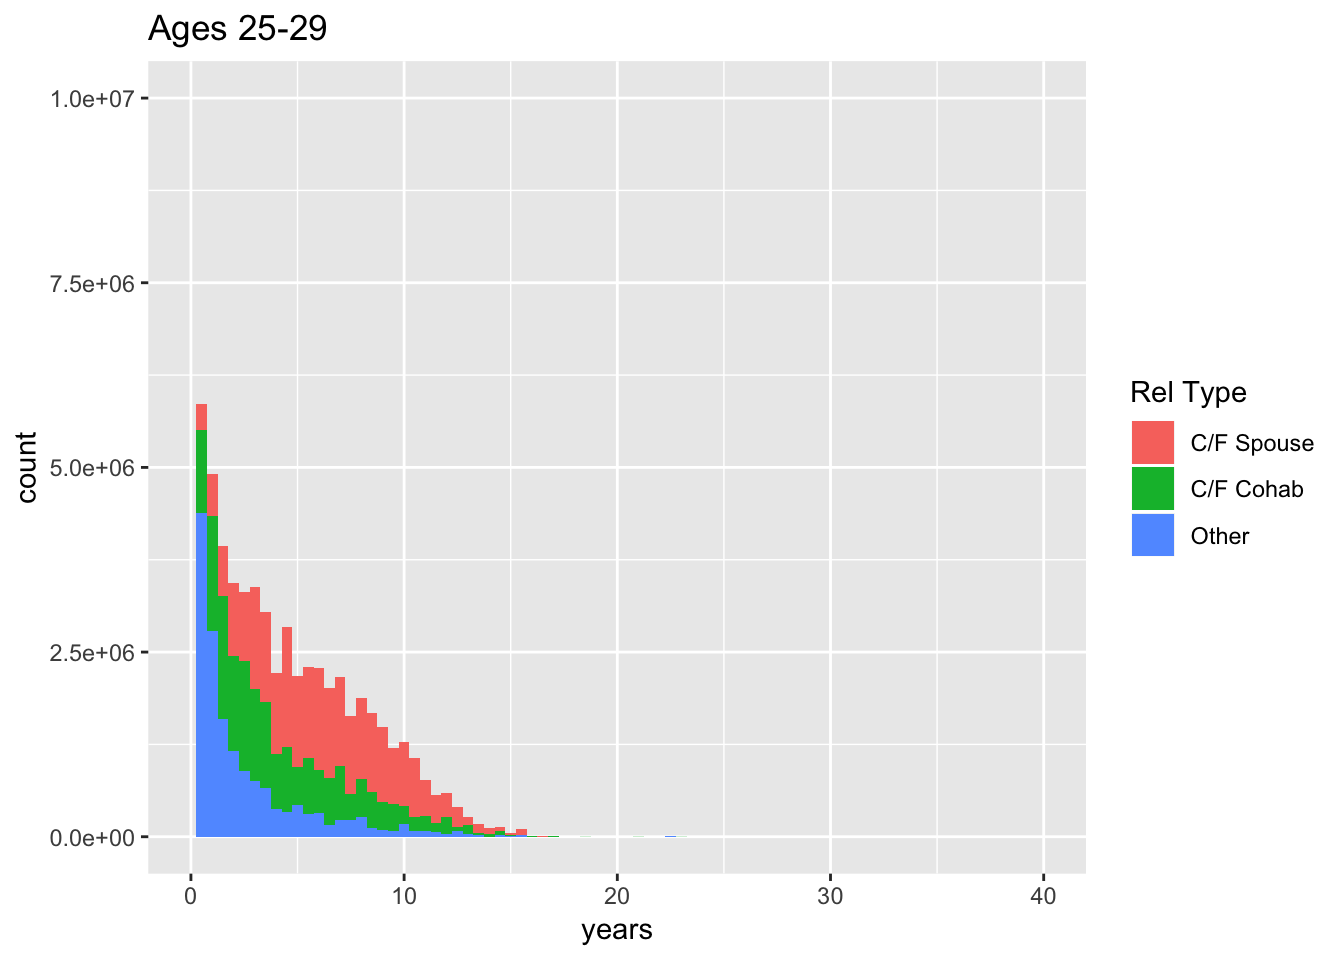 Ages 25-29
1.0e+07
7.5e+06
5.0e+06
2.5e+06
0.0e+00
count
0 10 20 30 40
years
Rel Type
C/F Spouse
C/F Cohab
Other